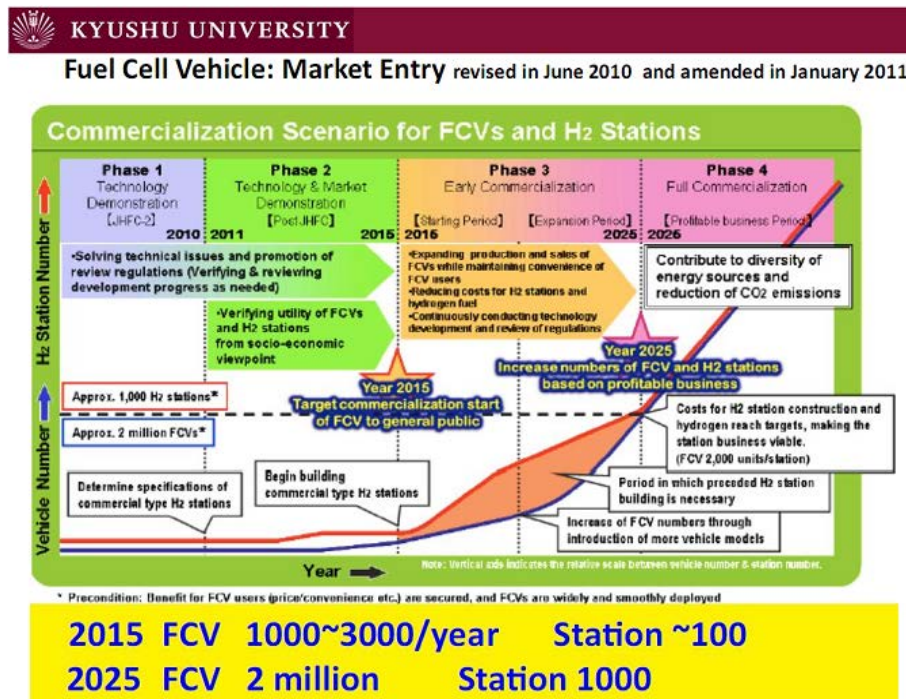 KYUSHU UNIVERSITY
Fuel Cell Vehicle: Market Entry revised in June 2010 and amended in January 2011
Commercialization Scenario for FCVs and H2 Stations
Phase 1
Technology
Demonstration
【JHFC-2】
2010
Phase 2
Technology & Market
Demonstration
【Post JHFC】
2011 2015
Phase 3
Early Commercialization
【Starting Period】 【Expansion Period】
2016 2025
Phase 4
Full Commercialization
【Profitable business Period】
2026
H2 Station Number
Vehicle Number
•Solving technical issues and promotion of
review regulations (Verifying & reviewing
development progress as needed)
•Verifying utility of FCVs
and H2 stations
from socio-economic
viewpoint
•Expanding production and sales of
FCVs while maintaining convenience of
FCV users
•Reducing costs for H2 stations and
hydrogen fuel
•Continuously conducting technology
development and review of regulations
Contribute to diversity of
energy sources and
reduction of CO2 emissions
Year 2015
Target commercialization start
of FCV to general public
Year 2025
Increase numbers of FCV and H2 stations
based on profitable business
Approx. 1,000 H2 stations*
Approx. 2 million FCVs*
Costs for H2 station construction and
hydrogen reach targets, making the
station business viable.
(FCV 2,000 units/station)
Determine specifications of
commercial type H2 stations
Begin building
commercial type H2 stations
Period in which preceded H2 station
building is necessary
Increase of FCV numbers through
introduction of more vehicle models
Year
Note: Vertical axis indicates the relative scale between vehicle number & station number.
* Precondition: Benefit for FCV users (price/convenience etc.) are secured, and FCVs are widely and smoothly deployed
2015 FCV 1000~3000/year Station ~100
2025 FCV 2 million Station 1000